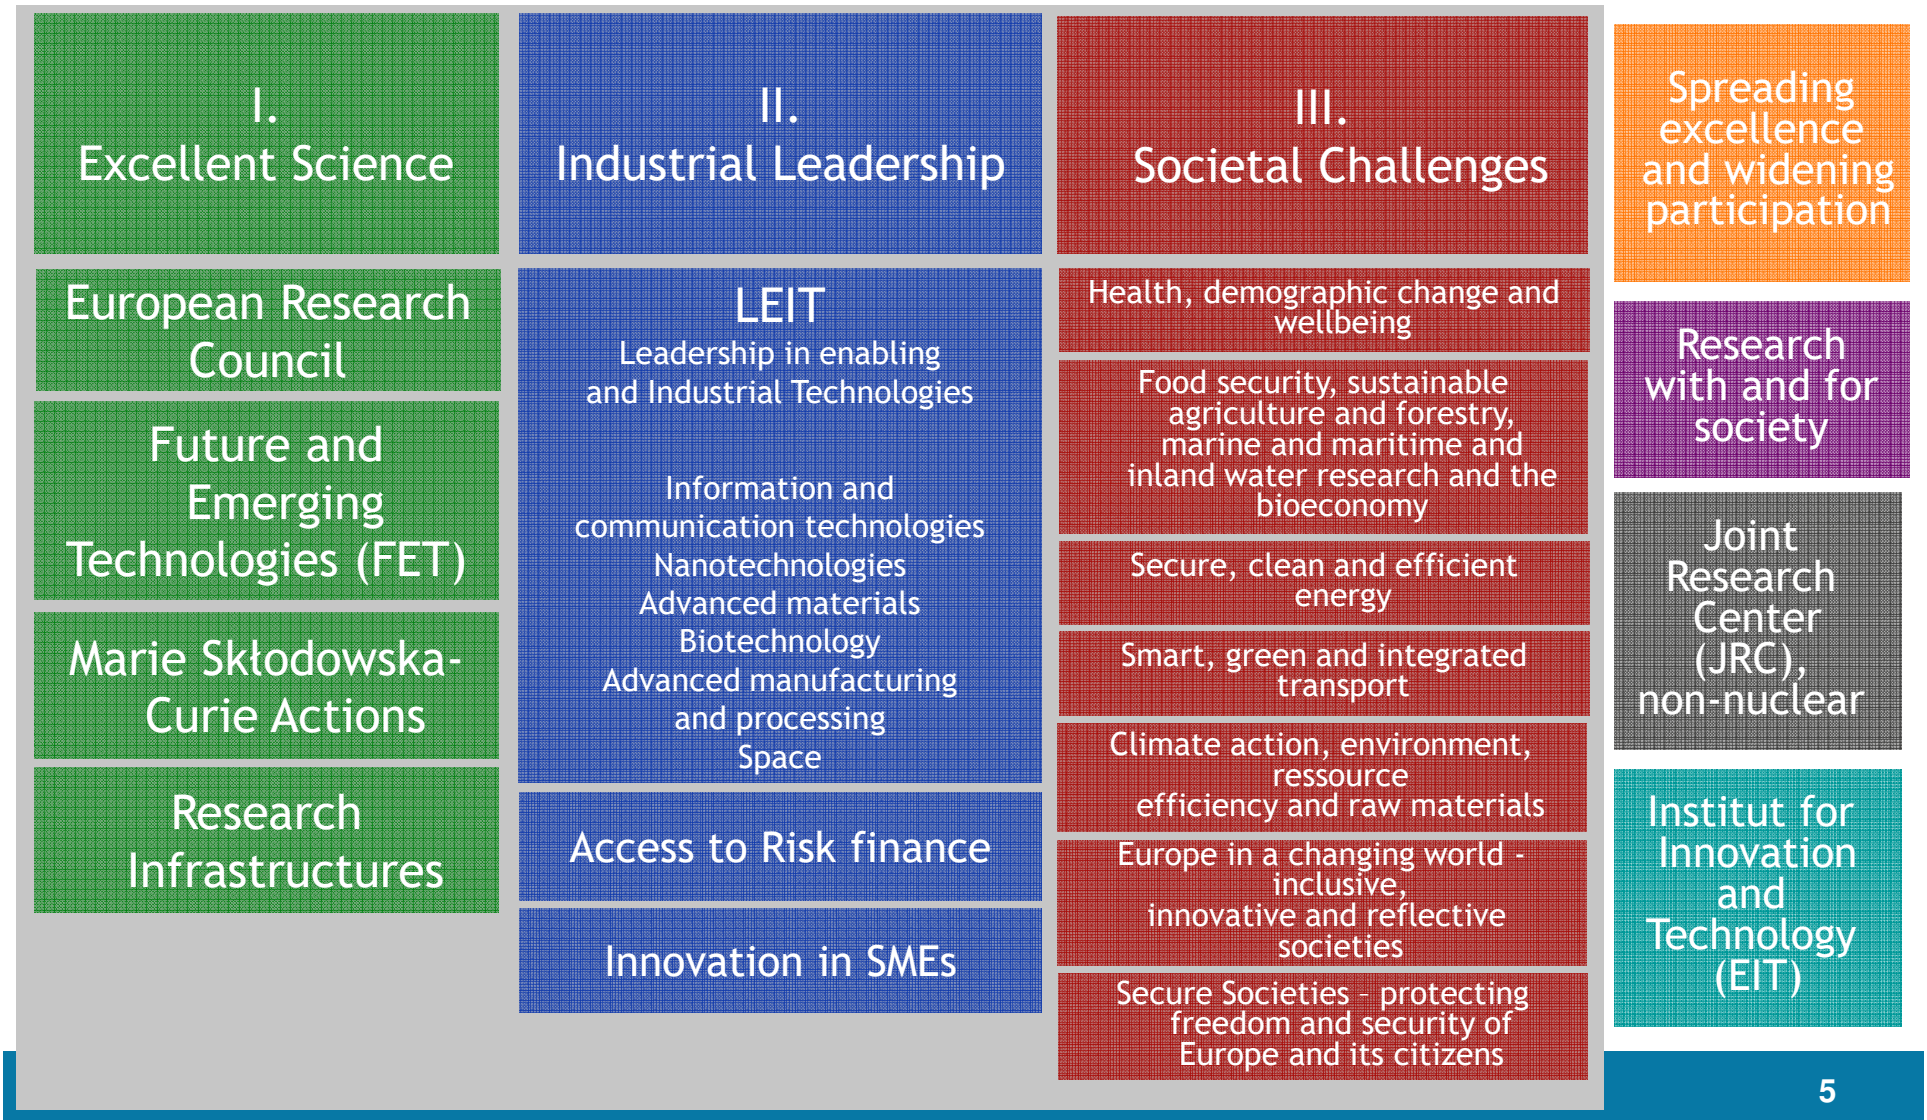 I.
Excellent Science
European Research
Council
Future and
Emerging
Technologies (FET)
Marie Skłodowska-
Curie Actions
Research
Infrastructures
II.
Industrial Leadership
LEIT
Leadership in enabling
and Industrial Technologies
Information and
communication technologies
Nanotechnologies
Advanced materials
Biotechnology
Advanced manufacturing
and processing
Space
Access to Risk finance
Innovation in SMEs
III.
Societal Challenges
Health, demographic change and
wellbeing
Food security, sustainable
agriculture and forestry,
marine and maritime and
inland water research and the
bioeconomy
Secure, clean and efficient
energy
Smart, green and integrated
transport
Climate action, environment,
ressource
efficiency and raw materials
Europe in a changing world -
inclusive,
innovative and reflective
societies
Secure Societies – protecting
freedom and security of
Europe and its citizens
Spreading
excellence
and widening
participation
Research
with and for
society
Joint
Research
Center
(JRC),
non-nuclear
Institut for
Innovation
and
Technology
(EIT)
5